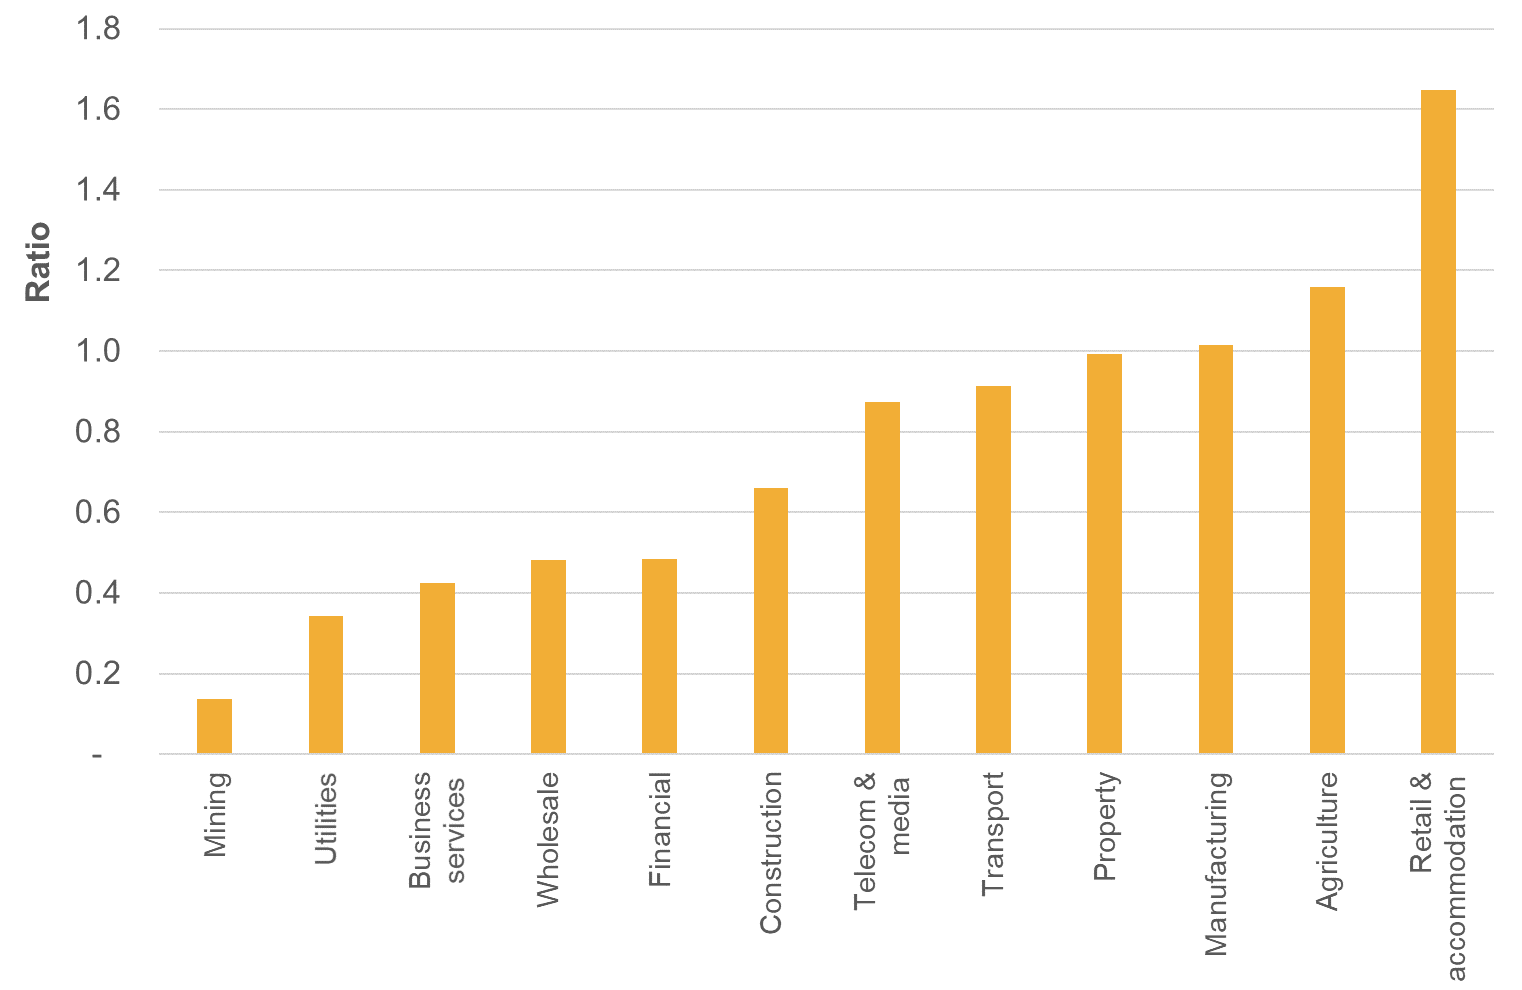 Ratio
1.8
1.6
1.4
1.2
1.0
0.8
0.6
0.4
0.2
-
Mining
Utilities
Business
services
Wholesale
Financial
Construction
Telecom &
media
Transport
Property
Manufacturing
Agriculture
Retail &
accommodation